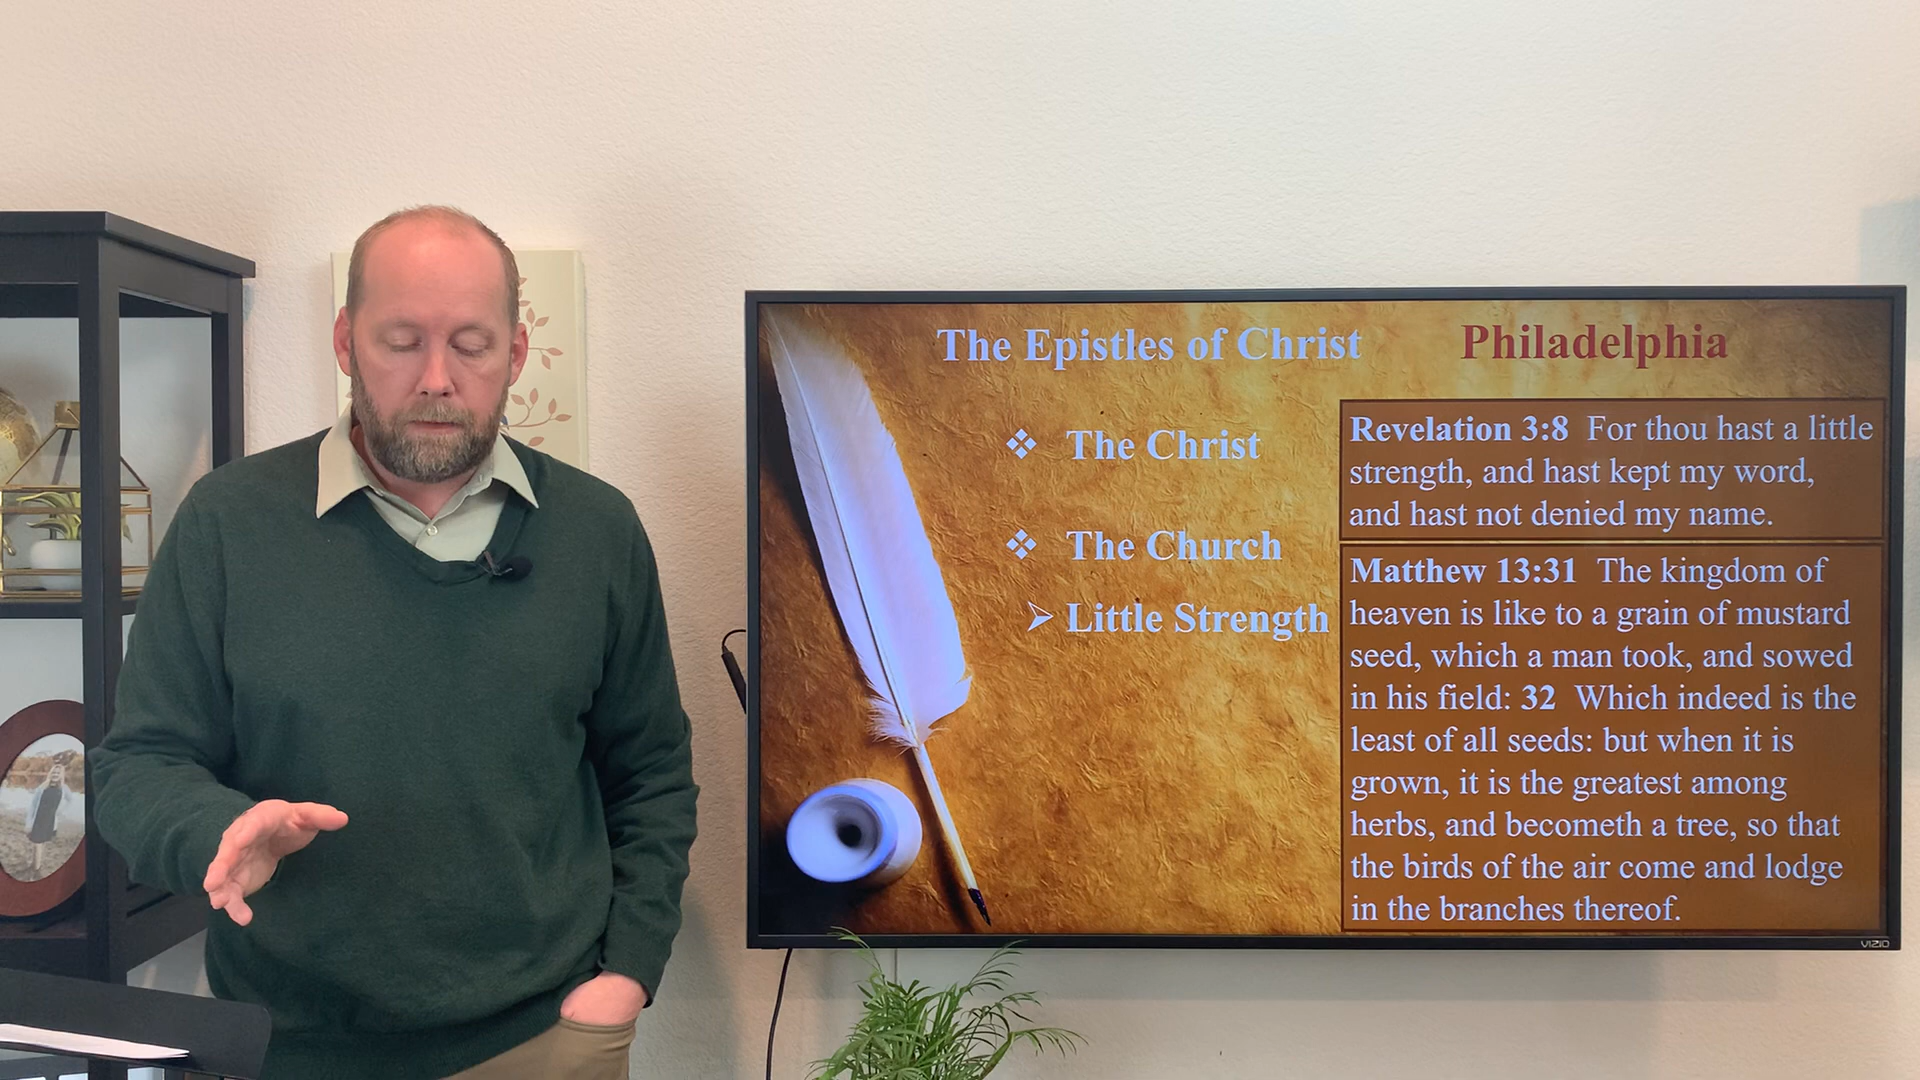 The Epistles of Christ
Philadelphia
❖ The Christ
❖ The Church
➢ Little Strength
Revelation 3:8 For thou hast a little
strength, and hast kept my word,
and hast not denied my name.
Matthew 13:31 The kingdom of
heaven is like to a grain of mustard
seed, which a man took, and sowed
in his field: 32 Which indeed is the
least of all seeds: but when it is
grown, it is the greatest among
herbs, and becometh a tree, so that
the birds of the air come and lodge
in the branches thereof.
VIZIO